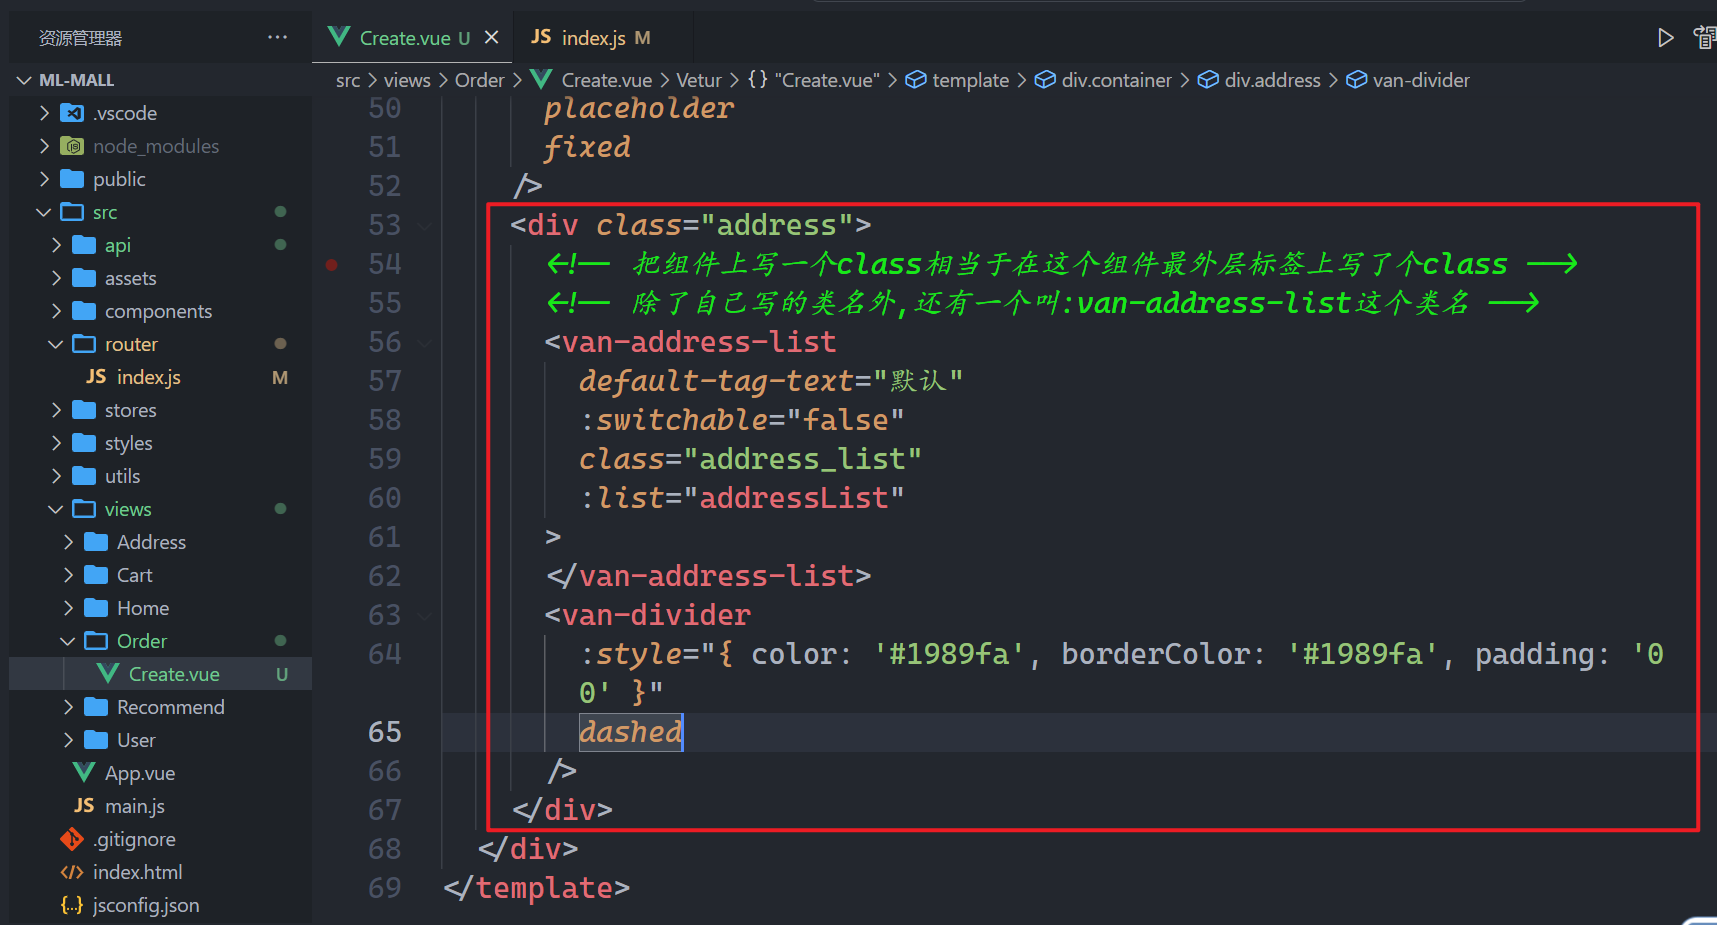 资源管理器 ···
Create.vue U
JS index.js M
ML-MALL
src > views > Order > Create.vue > Vetur > {} "Create.vue" > template > div.container > div.address > van-divider
.vscode
node_modules
public
src
api
assets
components
router
JS index.js M
stores
styles
utils
views
Address
Cart
Home
Order
Create.vue U
Recommend
User
App.vue
JS main.js
.gitignore
index.html
jsconfig.json
50 placeholder
51 fixed
52 />
53 <div class="address">
54 <!-- 把组件上写一个class相当于在这个组件最外层标签上写了个class -->
55 <!-- 除了自己写的类名外,还有一个叫:van-address-list这个类名 -->
56 <van-address-list
57 default-tag-text="默认"
58 :switchable="false"
59 class="address_list"
60 :list="addressList"
61 >
62 </van-address-list>
63 <van-divider
64 :style="{ color: '#1989fa', borderColor: '#1989fa', padding: '0
0' }"
65 dashed
66 />
67 </div>
68 </div>
69 </template>